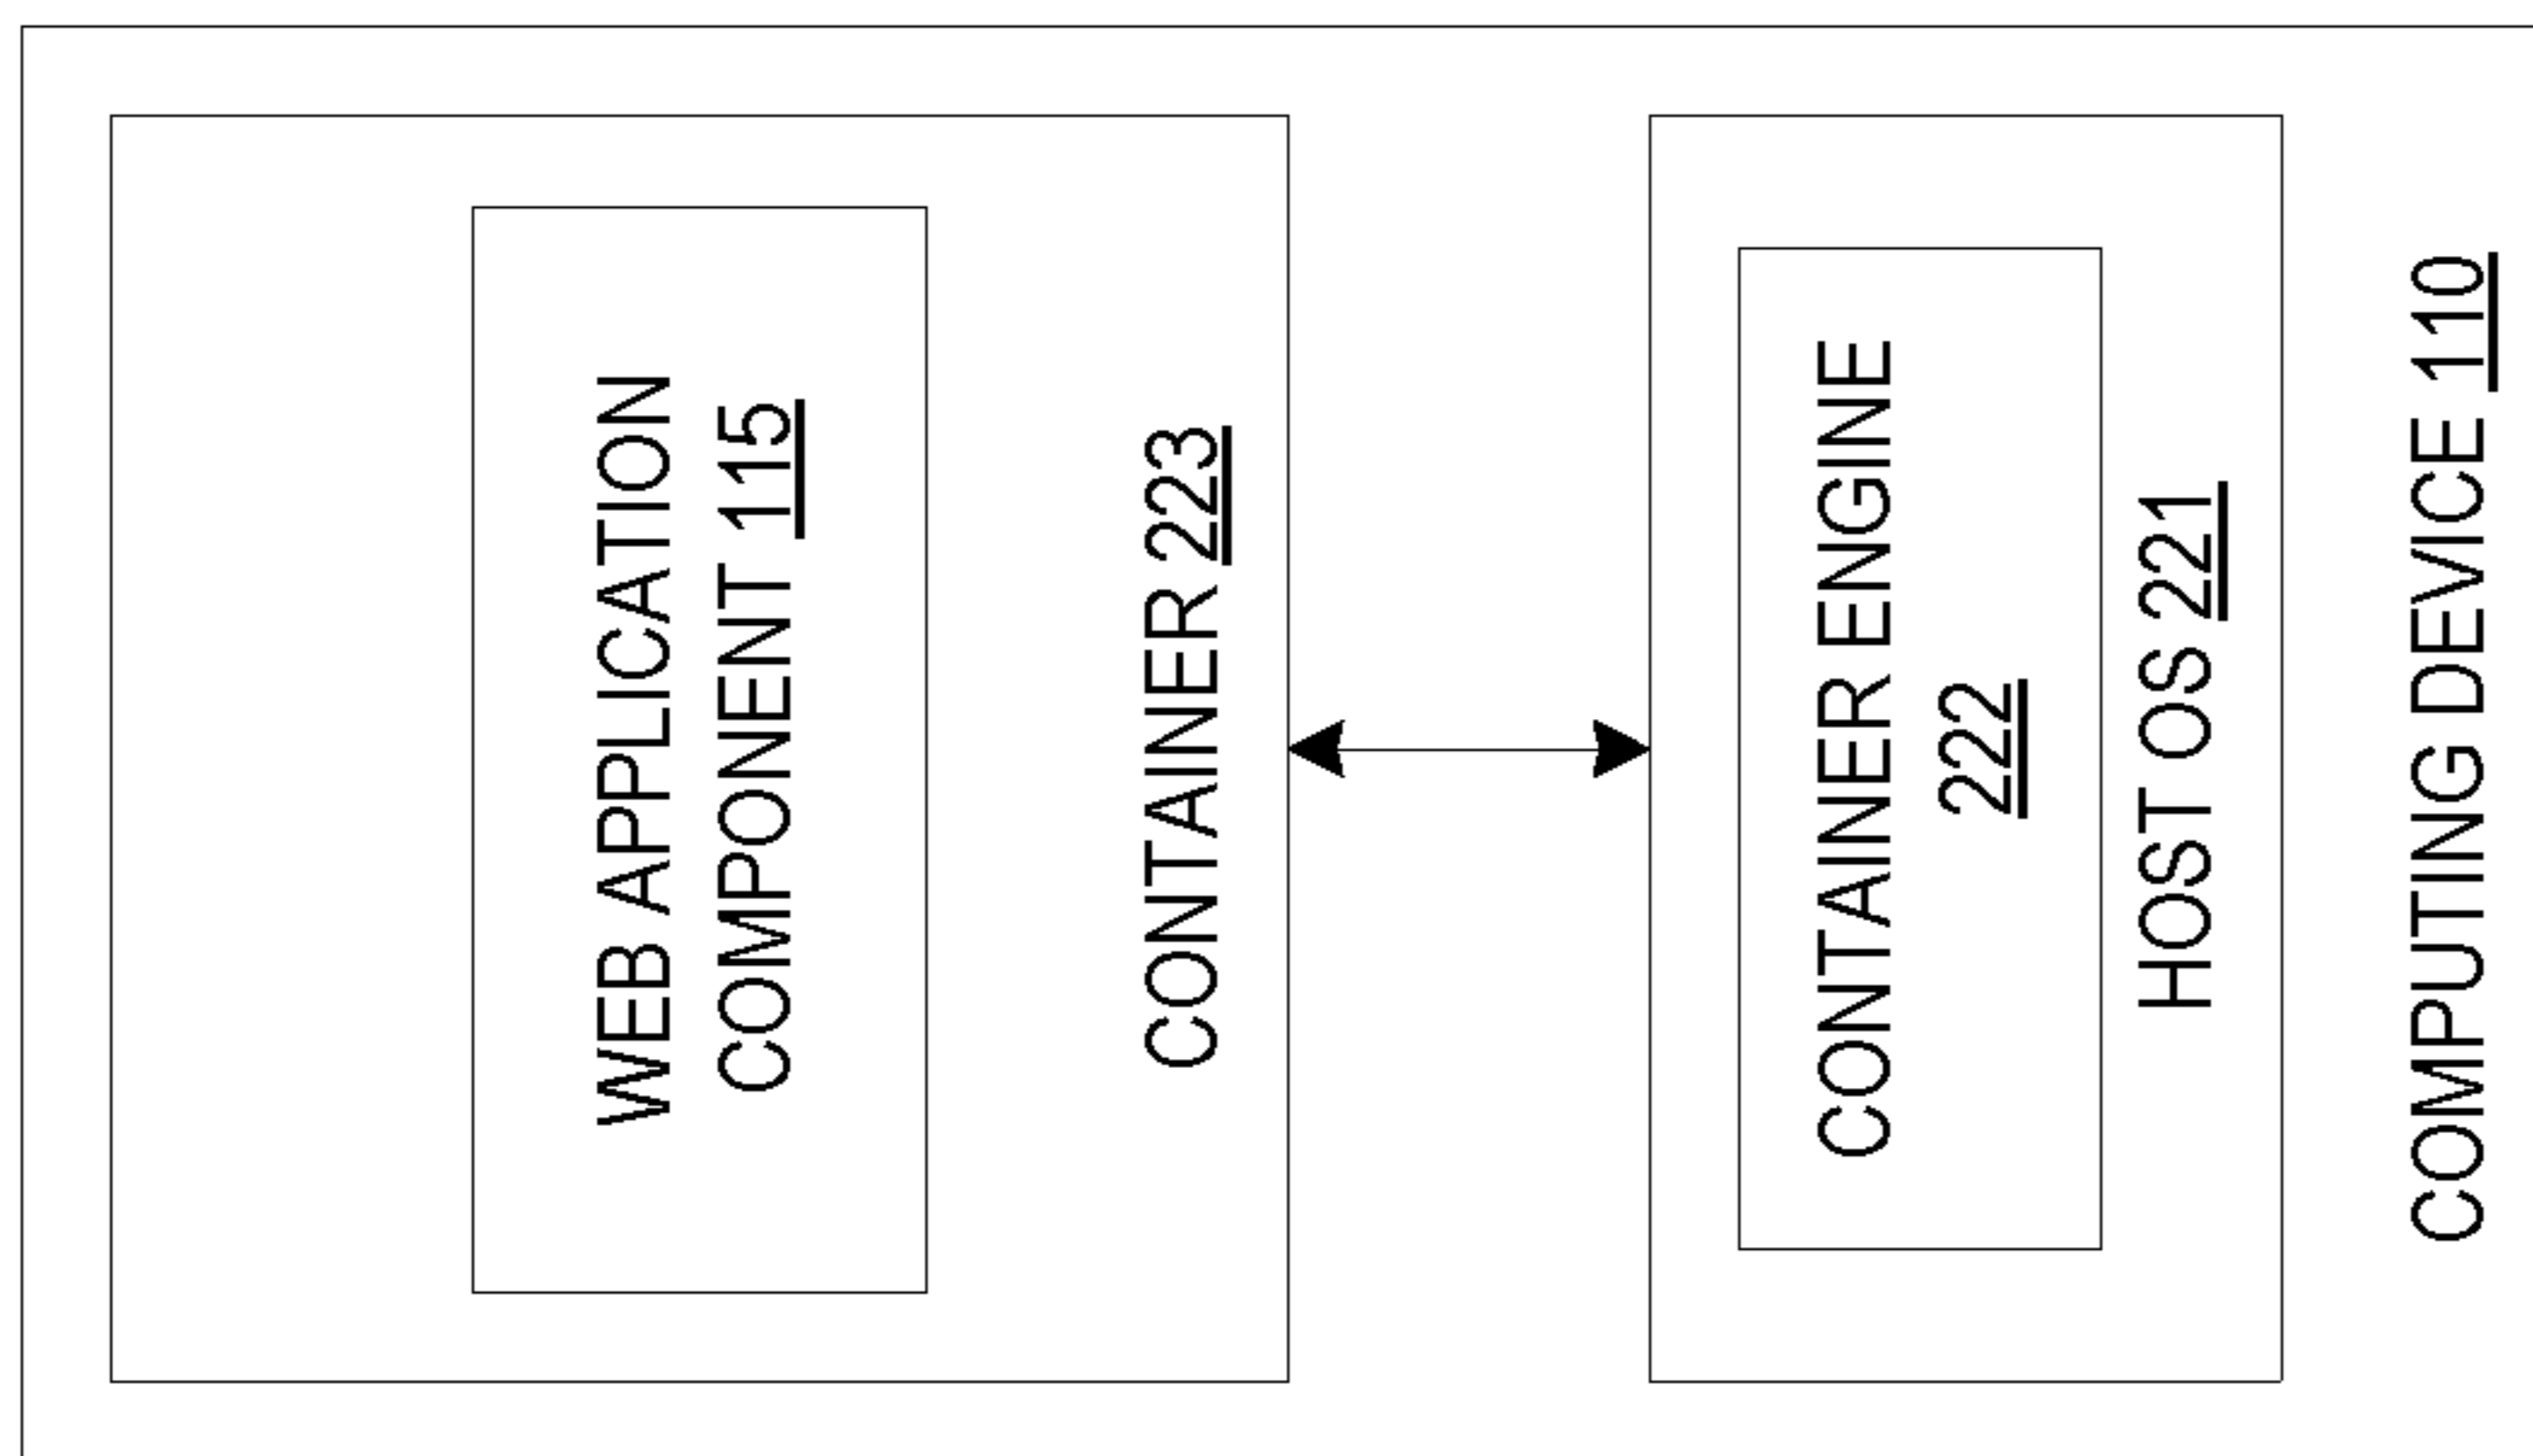 WEB APPLICATION
COMPONENT 115
CONTAINER 223
CONTAINER ENGINE
222
HOST OS 221
COMPUTING DEVICE 110